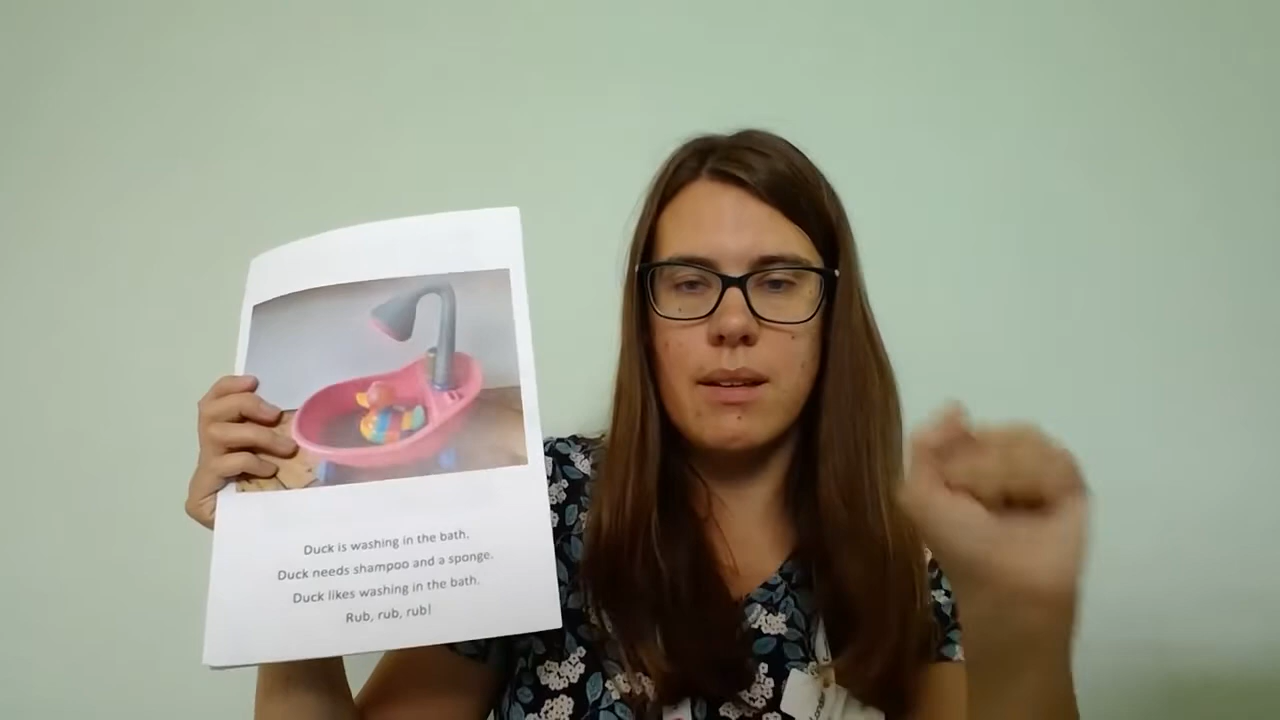 Duck is washing in the bath.
Duck needs shampoo and a sponge.
Duck likes washing in the bath.
Rub, rub, rub!